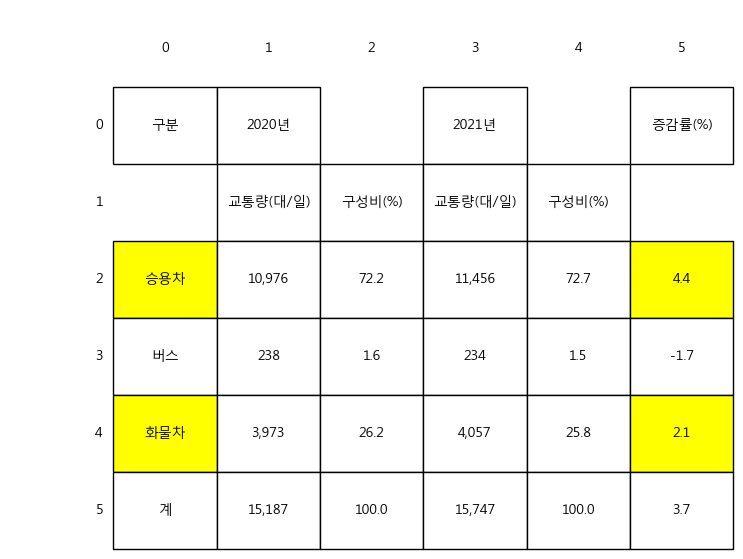 0 1 2 3 4 5
0 구분 2020년 2021년 증감률(%)
1 교통량(대/일) 구성비(%) 교통량(대/일) 구성비(%)
2 승용차 10,976 72.2 11,456 72.7 4.4
3 버스 238 1.6 234 1.5 -1.7
4 화물차 3,973 26.2 4,057 25.8 2.1
5 계 15,187 100.0 15,747 100.0 3.7